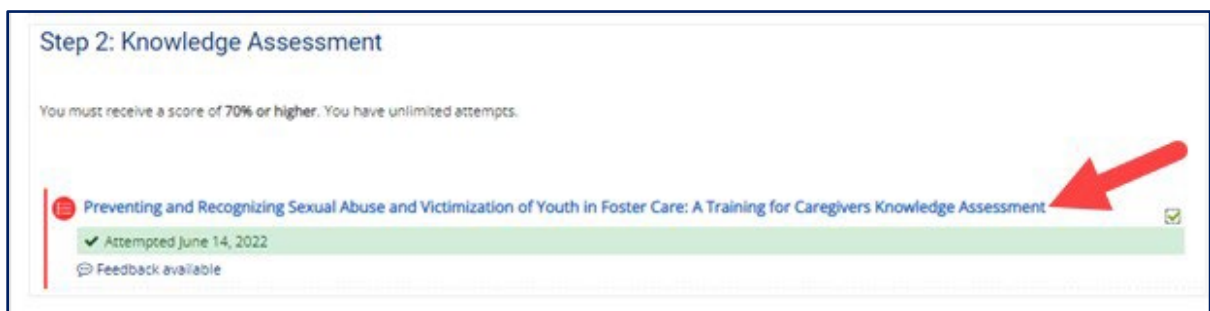 Step 2: Knowledge Assessment
You must receive a score of 70% or higher. You have unlimited attempts.
Preventing and Recognizing Sexual Abuse and Victimization of Youth in Foster Care: A Training for Caregivers Knowledge Assessment
Attempted June 14, 2022
Feedback available